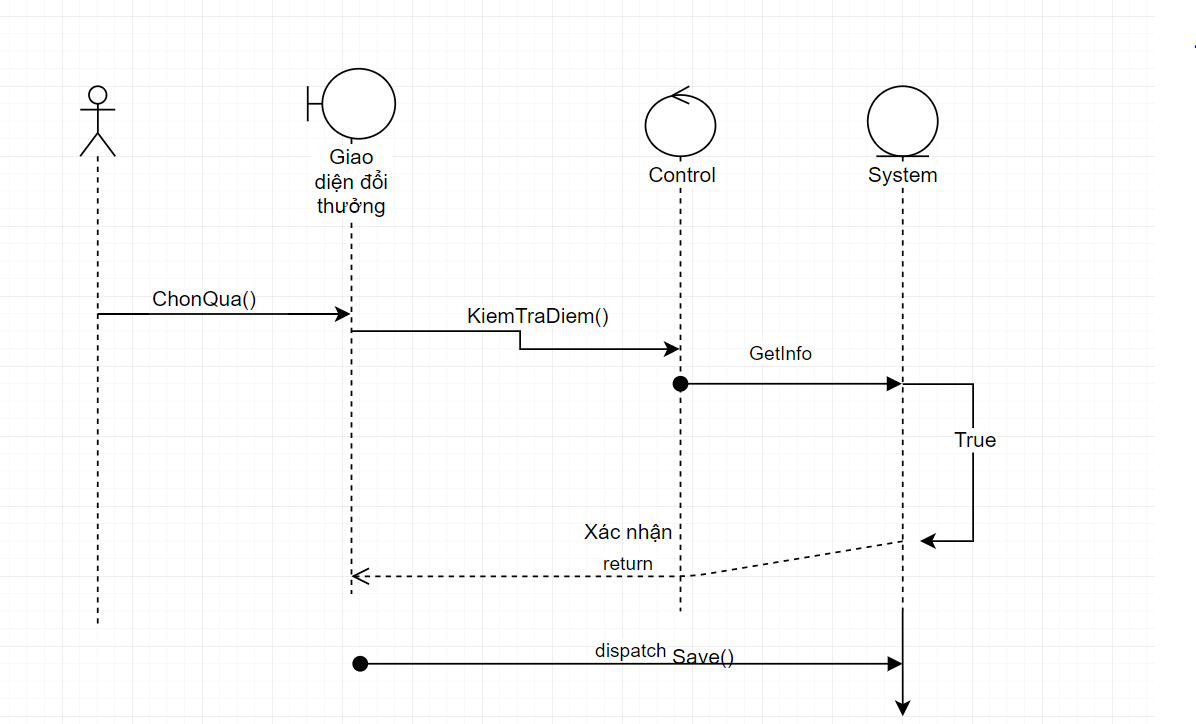 Giao
diện đổi
thưởng
Control
System
ChonQua()
KiemTraDiem()
GetInfo
True
Xác nhận
return
dispatch Save()